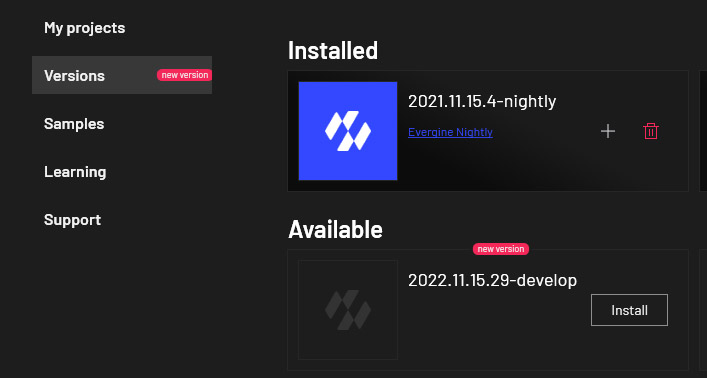 My projects
Versions
new version
Samples
Learning
Support
Installed
2021.11.15.4-nightly
Evergine Nightly
Available
new version
2022.11.15.29-develop
Install